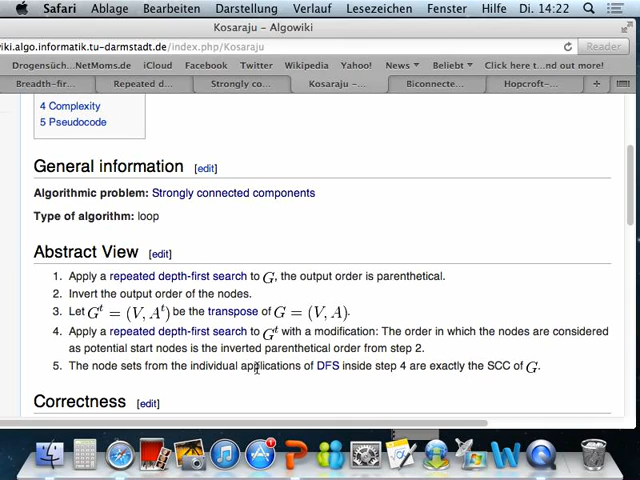 Safari Ablage Bearbeiten Darstellung Verlauf Lesezeichen Fenster Hilfe Di. 14:22
Kosaraju – Algowiki
iki.algo.informatik.tu-darmstadt.de/index.php/Kosaraju Reader
Drogensüch...NetMoms.de iCloud Facebook Twitter Wikipedia Yahoo! News Beliebt Click here t...nd out more!
Breadth-fir... Repeated d... Strongly co... Kosaraju –... Biconnecte... Hopcroft-...
4 Complexity
5 Pseudocode
General information [edit]
Algorithmic problem: Strongly connected components
Type of algorithm: loop
Abstract View [edit]
1. Apply a repeated depth-first search to G, the output order is parenthetical.
2. Invert the output order of the nodes.
3. Let Gᵗ = (V, Aᵗ) be the transpose of G = (V, A).
4. Apply a repeated depth-first search to Gᵗ with a modification: The order in which the nodes are considered
as potential start nodes is the inverted parenthetical order from step 2.
5. The node sets from the individual applications of DFS inside step 4 are exactly the SCC of G.
Correctness [edit]